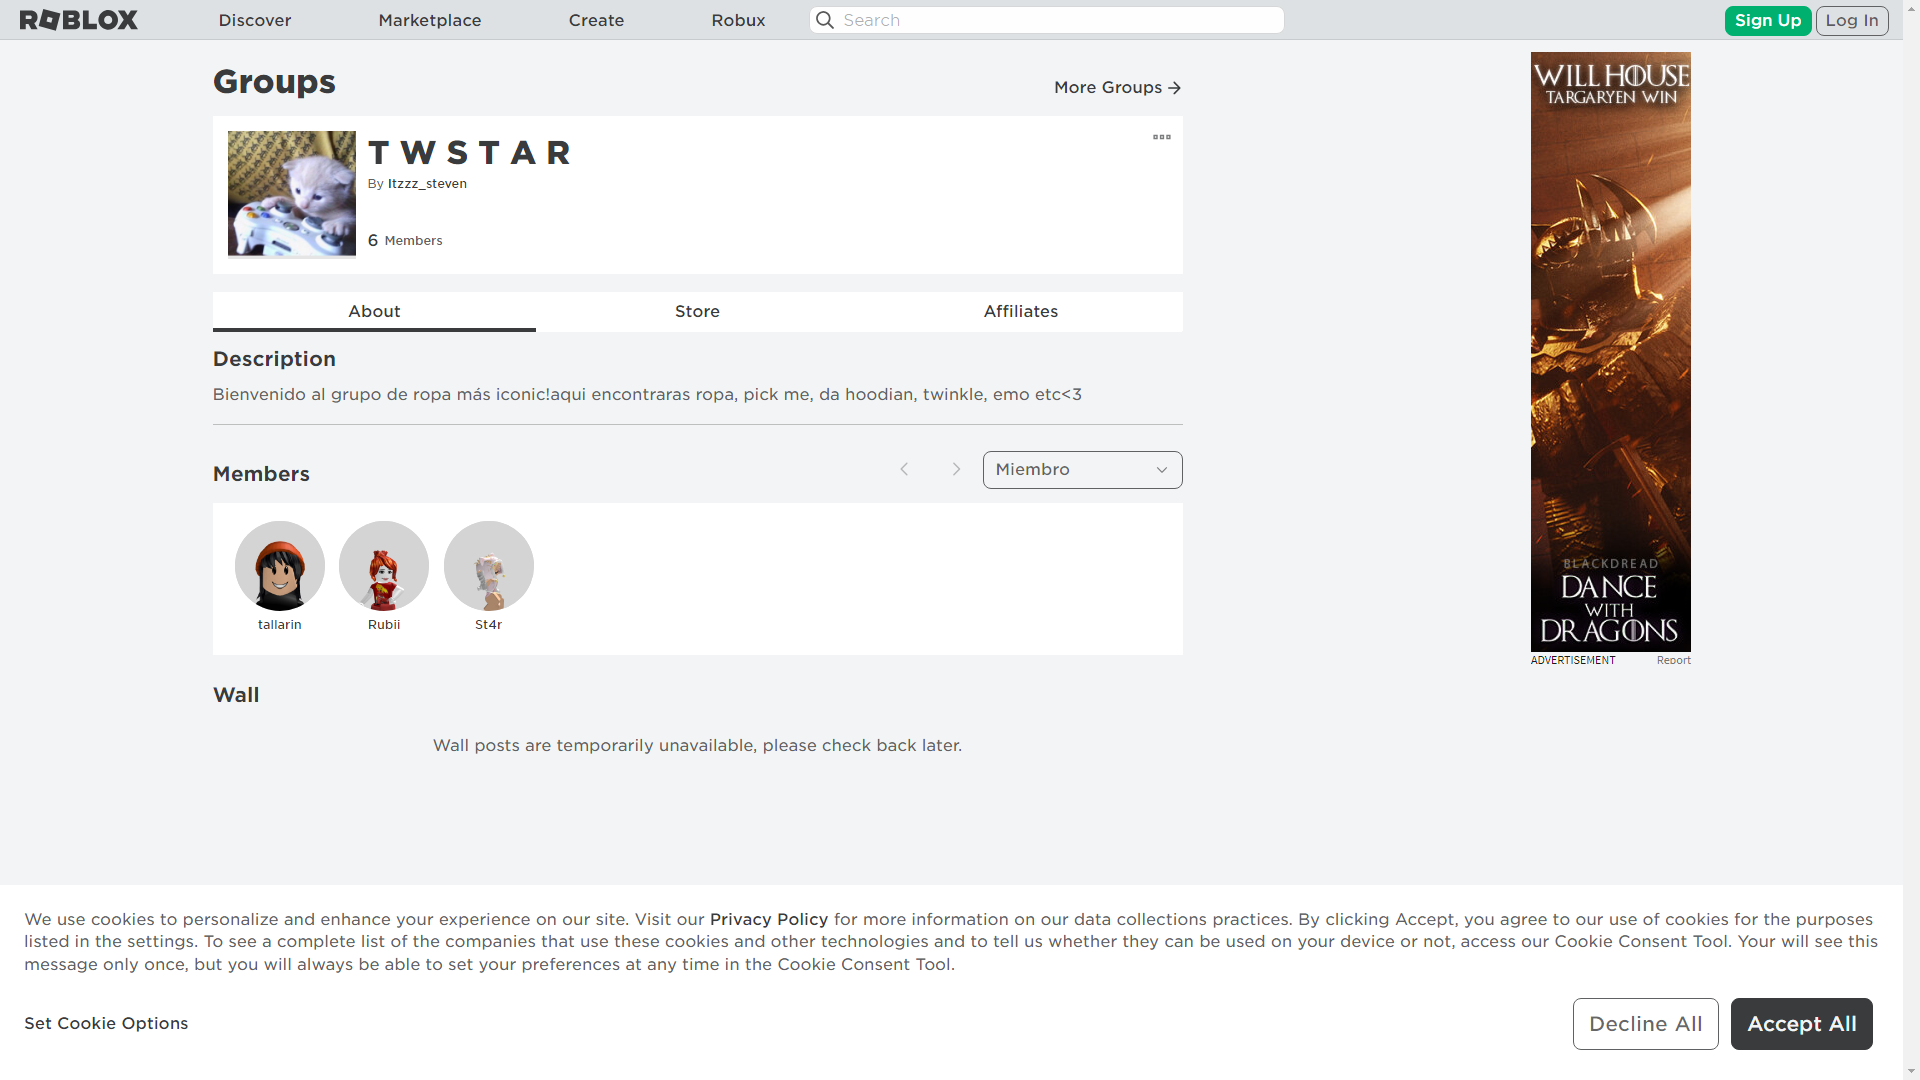 ROBLOX
Discover
Marketplace
Create
Robux
Search
Sign Up
Log In
Groups
More Groups
T W S T A R
By Itzzz_steven
6 Members
About
Store
Affiliates
Description
Bienvenido al grupo de ropa más iconic!aqui encontraras ropa, pick me, da hoodian, twinkle, emo etc<3
Members
Miembro
tallarin
Rubii
St4r
Wall
Wall posts are temporarily unavailable, please check back later.
WILL HOUSE
TARGARYEN WIN
BLACKDREAD
DANCE
WITH
DRAGONS
ADVERTISEMENT
Report
We use cookies to personalize and enhance your experience on our site. Visit our Privacy Policy for more information on our data collections practices. By clicking Accept, you agree to our use of cookies for the purposes
listed in the settings. To see a complete list of the companies that use these cookies and other technologies and to tell us whether they can be used on your device or not, access our Cookie Consent Tool. Your will see this
message only once, but you will always be able to set your preferences at any time in the Cookie Consent Tool.
Set Cookie Options
Decline All
Accept All